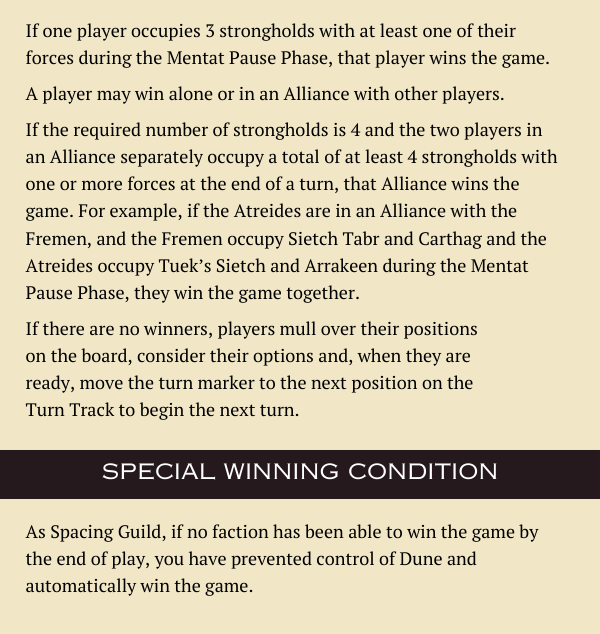 If one player occupies 3 strongholds with at least one of their
forces during the Mentat Pause Phase, that player wins the game.
A player may win alone or in an Alliance with other players.
If the required number of strongholds is 4 and the two players in
an Alliance separately occupy a total of at least 4 strongholds with
one or more forces at the end of a turn, that Alliance wins the
game. For example, if the Atreides are in an Alliance with the
Fremen, and the Fremen occupy Sietch Tabr and Carthag and the
Atreides occupy Tuek’s Sietch and Arrakeen during the Mentat
Pause Phase, they win the game together.
If there are no winners, players mull over their positions
on the board, consider their options and, when they are
ready, move the turn marker to the next position on the
Turn Track to begin the next turn.
SPECIAL WINNING CONDITION
As Spacing Guild, if no faction has been able to win the game by
the end of play, you have prevented control of Dune and
automatically win the game.